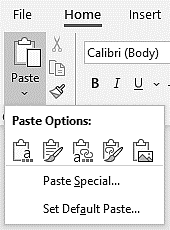 File Home Insert
Calibri (Body)
Paste
B I U
Paste Options:
Paste Special...
Set Default Paste...